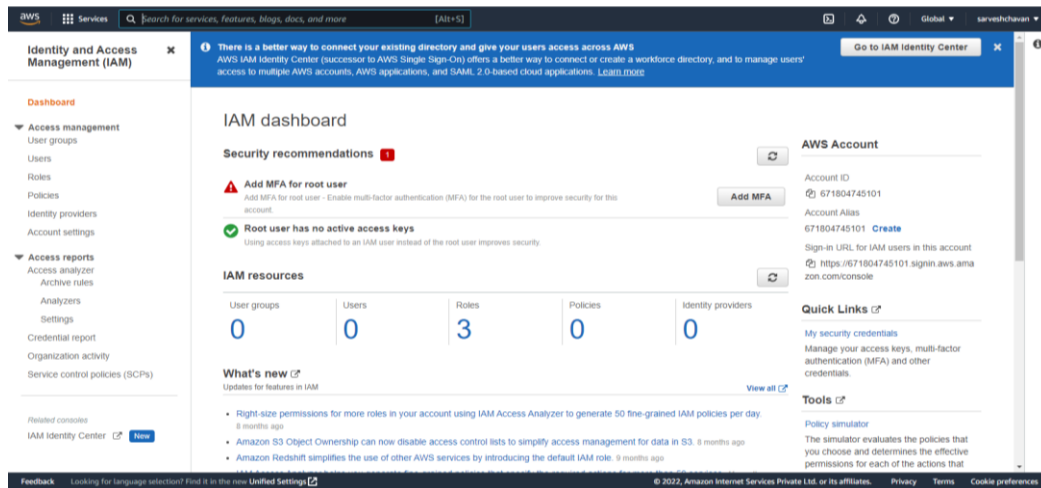 aws
Services
Search for services, features, blogs, docs, and more
[Alt+S]
Global
sarveshchavan
Identity and Access Management (IAM)
Dashboard
Access management
User groups
Users
Roles
Policies
Identity providers
Account settings
Access reports
Access analyzer
Archive rules
Analyzers
Settings
Credential report
Organization activity
Service control policies (SCPs)
Related consoles
IAM Identity Center New
There is a better way to connect your existing directory and give your users access across AWS
AWS IAM Identity Center (successor to AWS Single Sign-On) offers a better way to connect or create a workforce directory, and to manage users'
access to multiple AWS accounts, AWS applications, and SAML 2.0-based cloud applications. Learn more
Go to IAM Identity Center
IAM dashboard
Security recommendations 1
Add MFA for root user
Add MFA for root user - Enable multi-factor authentication (MFA) for the root user to improve security for this
account.
Add MFA
Root user has no active access keys
Using access keys attached to an IAM user instead of the root user improves security.
IAM resources
User groups Users Roles Policies Identity providers
0 0 3 0 0
What's new
Updates for features in IAM
View all
Right-size permissions for more roles in your account using IAM Access Analyzer to generate 50 fine-grained IAM policies per day.
8 months ago
Amazon S3 Object Ownership can now disable access control lists to simplify access management for data in S3. 8 months ago
Amazon Redshift simplifies the use of other AWS services by introducing the default IAM role. 9 months ago
AWS Account
Account ID
671804745101
Account Alias
671804745101 Create
Sign-in URL for IAM users in this account
https://671804745101.signin.aws.ama
zon.com/console
Quick Links
My security credentials
Manage your access keys, multi-factor
authentication (MFA) and other
credentials.
Tools
Policy simulator
The simulator evaluates the policies that
you choose and determines the effective
permissions for each of the actions that
Feedback
Looking for language selection? Find it in the new Unified Settings
© 2022, Amazon Internet Services Private Ltd. or its affiliates.
Privacy
Terms
Cookie preferences